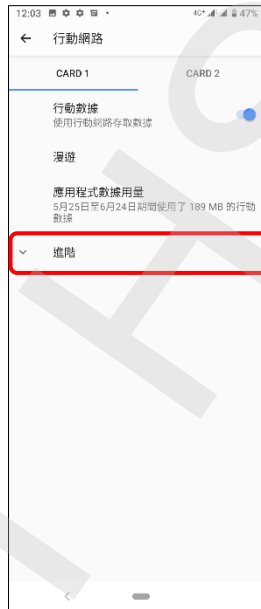 12:03 4G+ 47%
行動網路
CARD 1 CARD 2
行動數據
使用行動網路存取數據
漫遊
應用程式數據用量
5月25日至6月24日期間使用了 189 MB 的行動
數據
進階